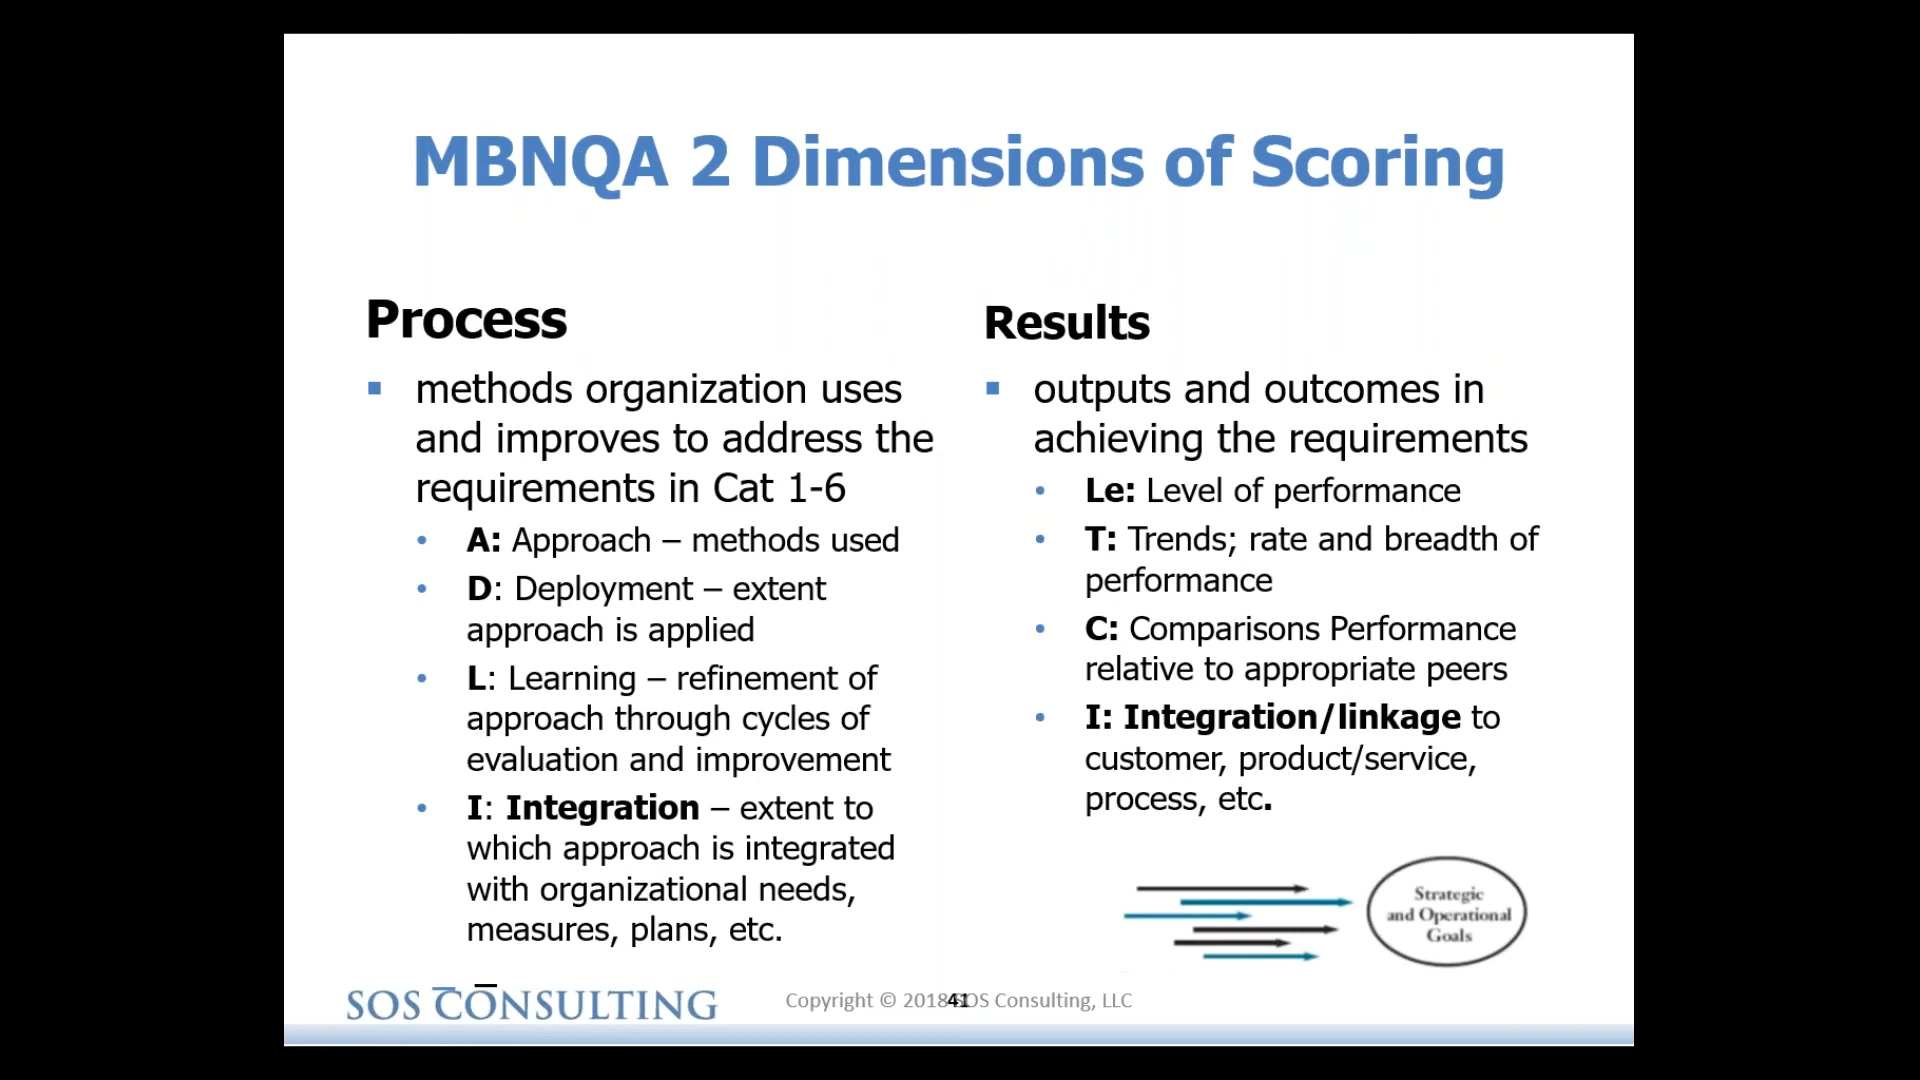 MBNQA 2 Dimensions of Scoring
Process
▪ methods organization uses
and improves to address the
requirements in Cat 1-6
• A: Approach – methods used
• D: Deployment – extent
approach is applied
• L: Learning – refinement of
approach through cycles of
evaluation and improvement
• I: Integration – extent to
which approach is integrated
with organizational needs,
measures, plans, etc.
Results
▪ outputs and outcomes in
achieving the requirements
• Le: Level of performance
• T: Trends; rate and breadth of
performance
• C: Comparisons Performance
relative to appropriate peers
• I: Integration/linkage to
customer, product/service,
process, etc.
Strategic
and Operational
Goals
SOS CONSULTING
Copyright © 2018 SOS Consulting, LLC
41